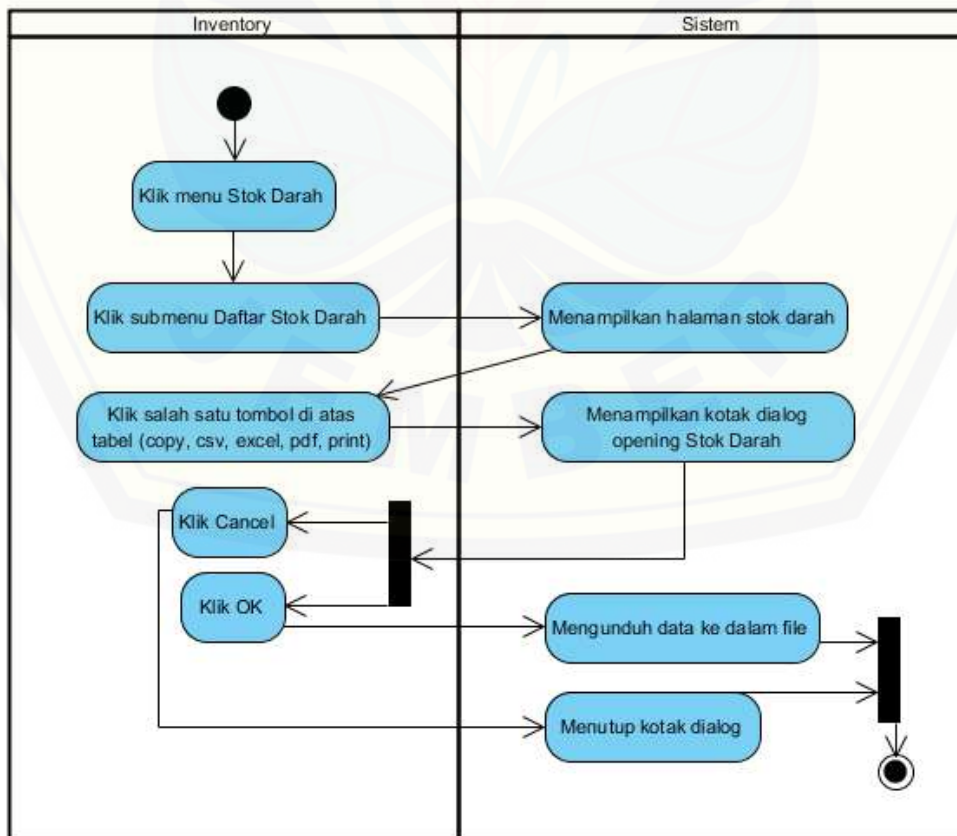 Inventory
Sistem
Klik menu Stok Darah
Klik submenu Daftar Stok Darah
Menampilkan halaman stok darah
Klik salah satu tombol di atas
tabel (copy, csv, excel, pdf, print)
Menampilkan kotak dialog
opening Stok Darah
Klik Cancel
Klik OK
Mengunduh data ke dalam file
Menutup kotak dialog